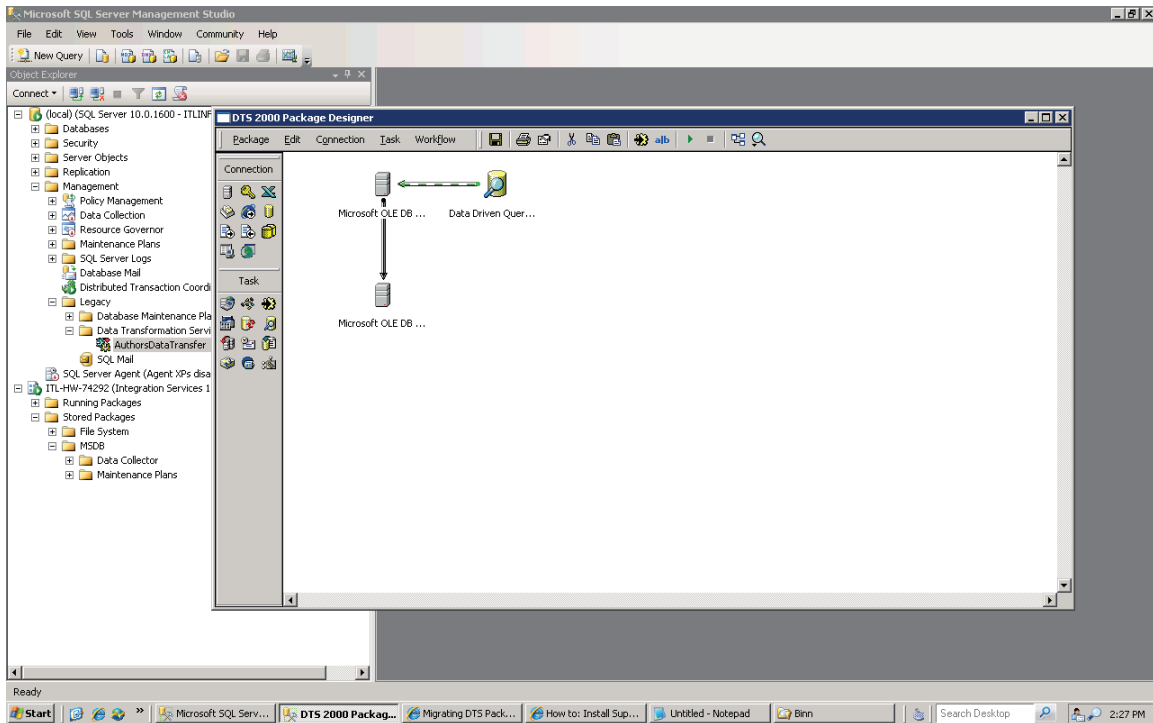 Microsoft SQL Server Management Studio
File Edit View Tools Window Community Help
New Query
Object Explorer
Connect
(local) (SQL Server 10.0.1600 - ITLINF
Databases
Security
Server Objects
Replication
Management
Policy Management
Data Collection
Resource Governor
Maintenance Plans
SQL Server Logs
Database Mail
Distributed Transaction Coordi
Legacy
Database Maintenance Pla
Data Transformation Servi
AuthorsDataTransfer
SQL Mail
SQL Server Agent (Agent XPs disa
ITL-HW-74292 (Integration Services 1
Running Packages
Stored Packages
File System
MSDB
Data Collector
Maintenance Plans
DTS 2000 Package Designer
Package Edit Connection Task Workflow
alb
Connection
Task
Microsoft OLE DB ... Data Driven Quer...
Microsoft OLE DB ...
Ready
Start » Microsoft SQL Serv... DTS 2000 Packag... Migrating DTS Pack... How to: Install Sup... Untitled - Notepad Binn Search Desktop 2:27 PM